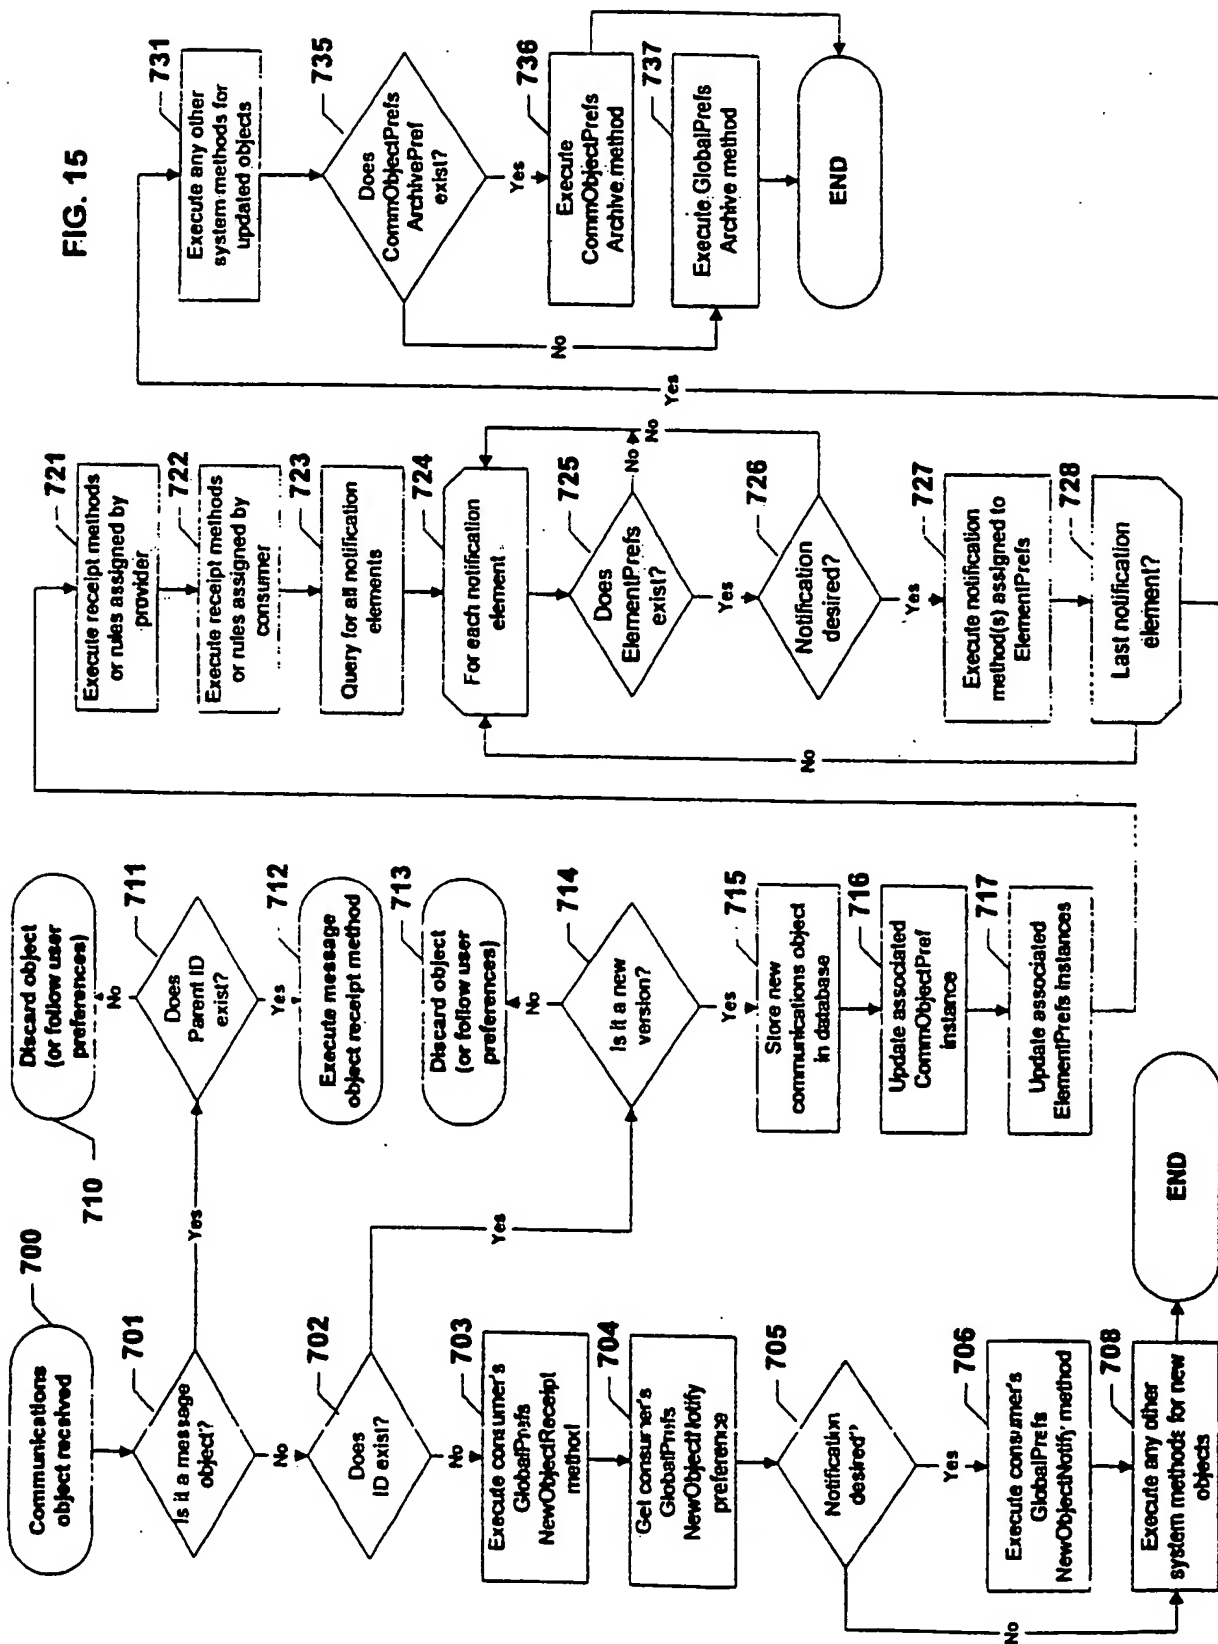 FIG. 15
700
Communications
object received
701
Is it a message
object?
Yes
No
702
Does
ID exist?
Yes
No
703
Execute consumer's
GlobalPrefs
NewObjectReceipt
method
704
Get consumer's
GlobalPrefs
NewObjectNotify
preference
705
Notification
desired?
Yes
No
706
Execute consumer's
GlobalPrefs
NewObjectNotify method
708
Execute any other
system methods for new
objects
END
710
Discard object
(or follow user
preferences)
No
711
Does
Parent ID
exist?
Yes
712
Execute message
object receipt method
713
Discard object
(or follow user
preferences)
No
714
Is it a new
version?
Yes
715
Store new
communications object
in database
716
Update associated
CommObjectPref
instance
717
Update associated
ElementPrefs instances
721
Execute receipt methods
or rules assigned by
provider
722
Execute receipt methods
or rules assigned by
consumer
723
Query for all notification
elements
724
For each notification
element
725
Does
ElementPrefs
exist?
No
Yes
726
Notification
desired?
No
Yes
727
Execute notification
method(s) assigned to
ElementPrefs
728
Last notification
element?
No
Yes
731
Execute any other
system methods for
updated objects
735
Does
CommObjectPrefs
ArchivePref
exist?
Yes
No
736
Execute
CommObjectPrefs
Archive method
737
Execute GlobalPrefs
Archive method
END